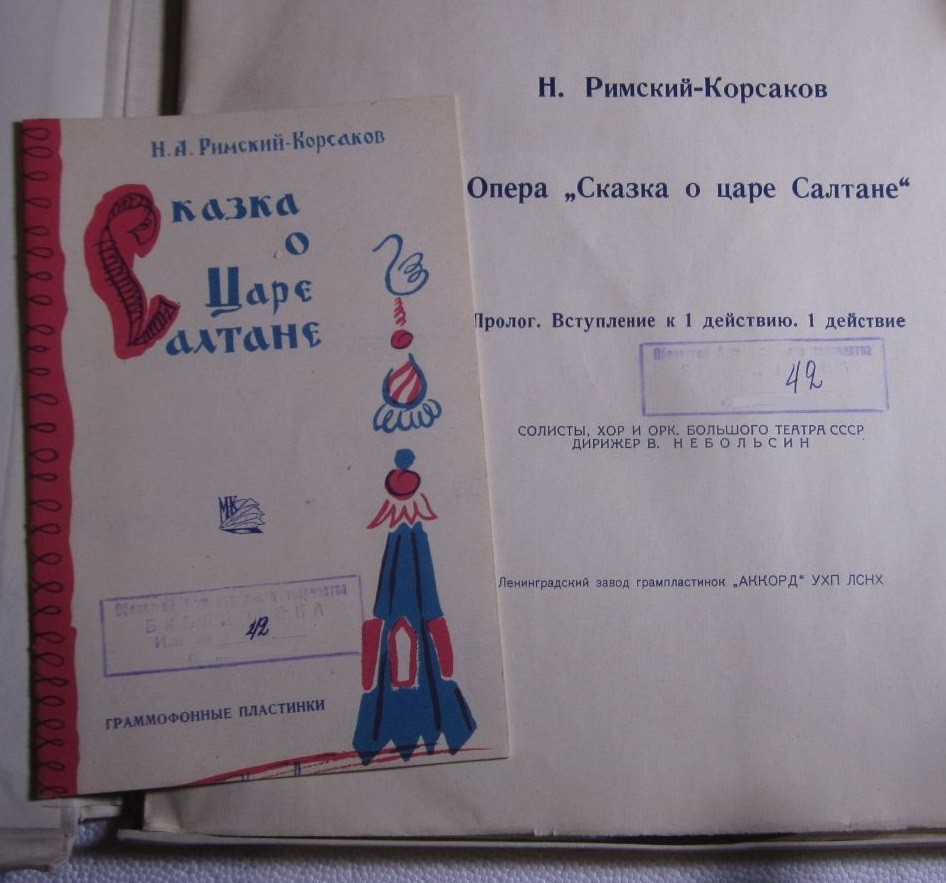 Н. А. Римский-Корсаков
Сказка
о
Царе
Салтане
МК
42
ГРАММОФОННЫЕ ПЛАСТИНКИ
Н. Римский-Корсаков
Опера „Сказка о царе Салтане“
Пролог. Вступление к 1 действию. 1 действие
42
СОЛИСТЫ, ХОР И ОРК. БОЛЬШОГО ТЕАТРА СССР
ДИРИЖЕР В. НЕБОЛЬСИН
Ленинградский завод грампластинок „АККОРД“ УХП ЛСНХ